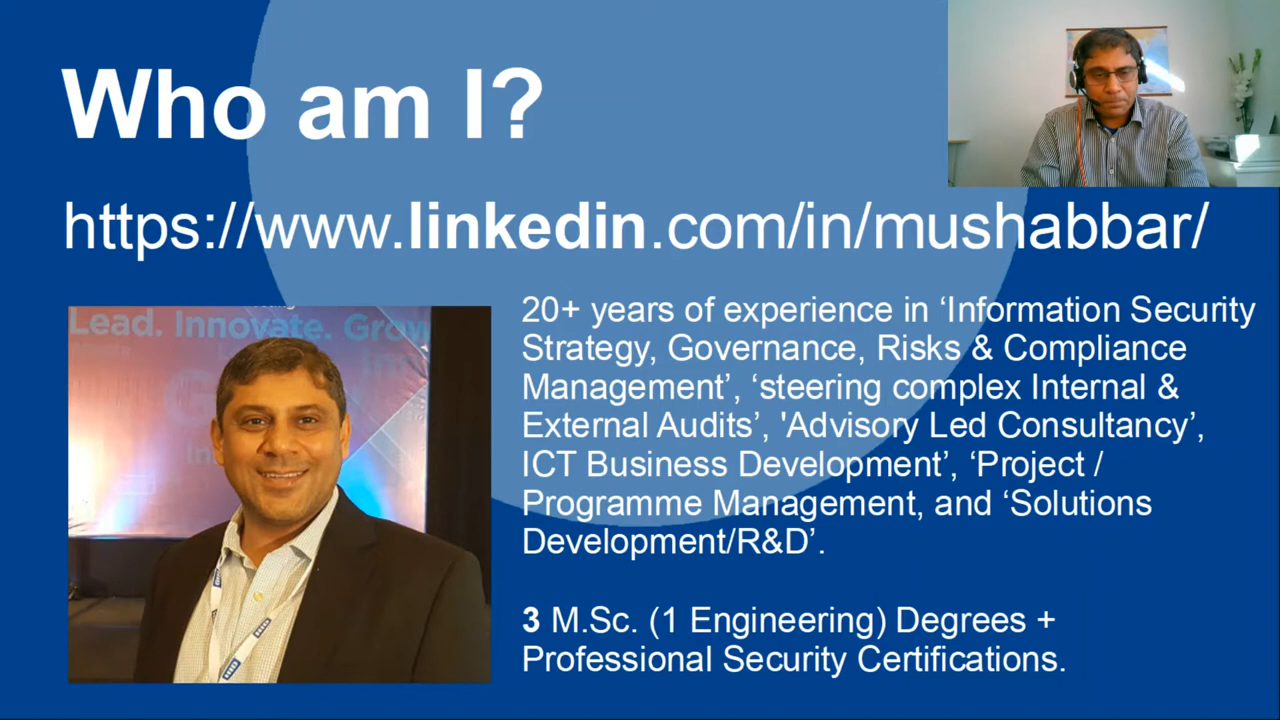 Who am I?
https://www.linkedin.com/in/mushabbar/
Lead. Innovate. Grow
20+ years of experience in ‘Information Security
Strategy, Governance, Risks & Compliance
Management’, ‘steering complex Internal &
External Audits’, 'Advisory Led Consultancy’,
ICT Business Development’, ‘Project /
Programme Management, and ‘Solutions
Development/R&D’.
3 M.Sc. (1 Engineering) Degrees +
Professional Security Certifications.